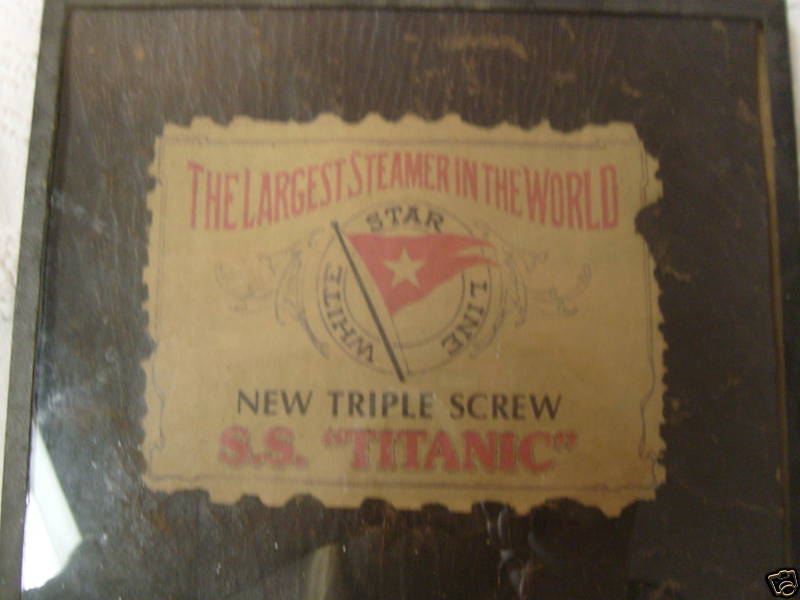 THE LARGEST STEAMER IN THE WORLD
WHITE STAR LINE
NEW TRIPLE SCREW
S.S. "TITANIC"